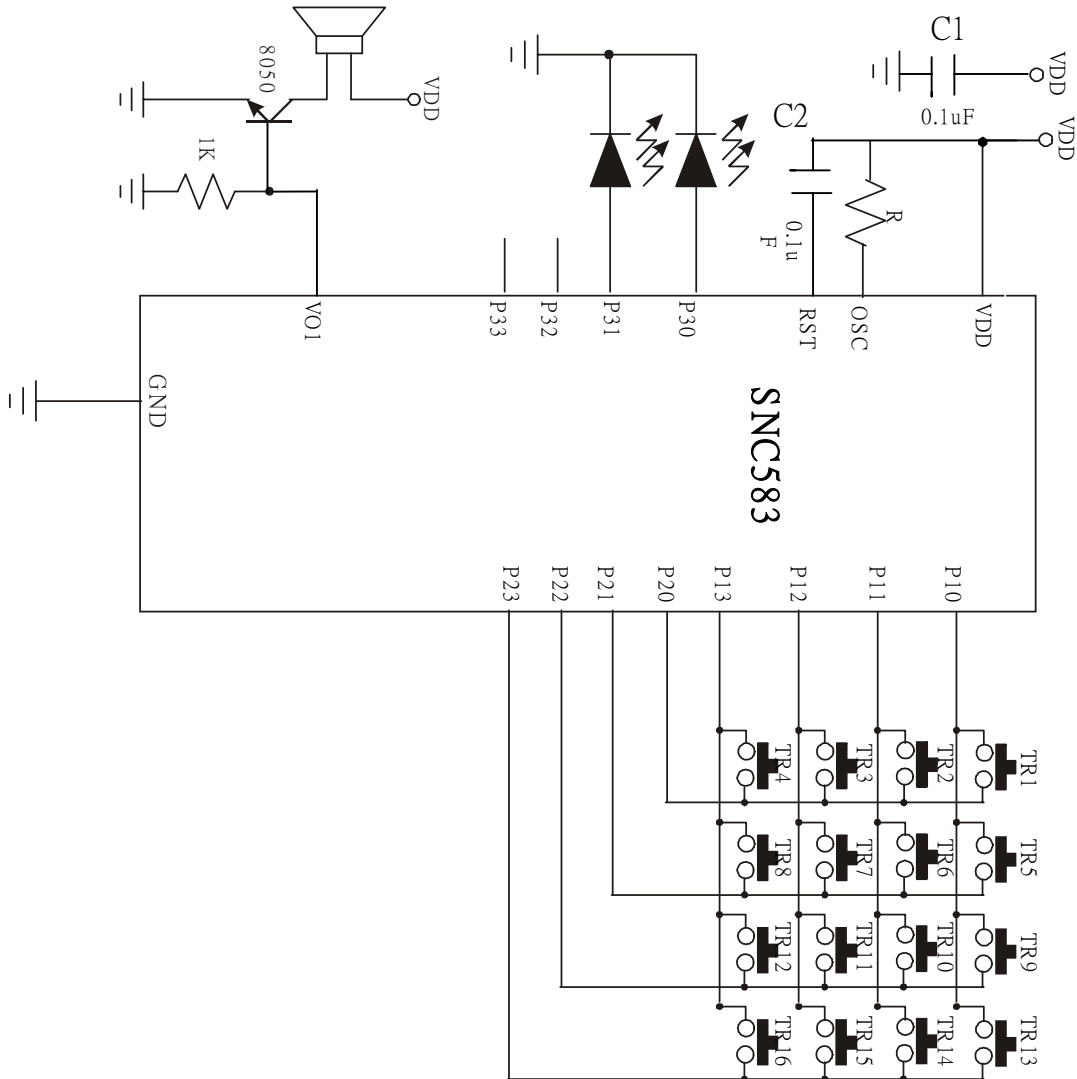 C1
VDD
0.1uF
VDD
C2
8050
VDD
1K
R
0.1u
F
VO1
P33
P32
P31
P30
RST
OSC
VDD
GND
SNC583
P23
P22
P21
P20
P13
P12
P11
P10
TR4
TR3
TR2
TR1
TR8
TR7
TR6
TR5
TR12
TR11
TR10
TR9
TR16
TR15
TR14
TR13